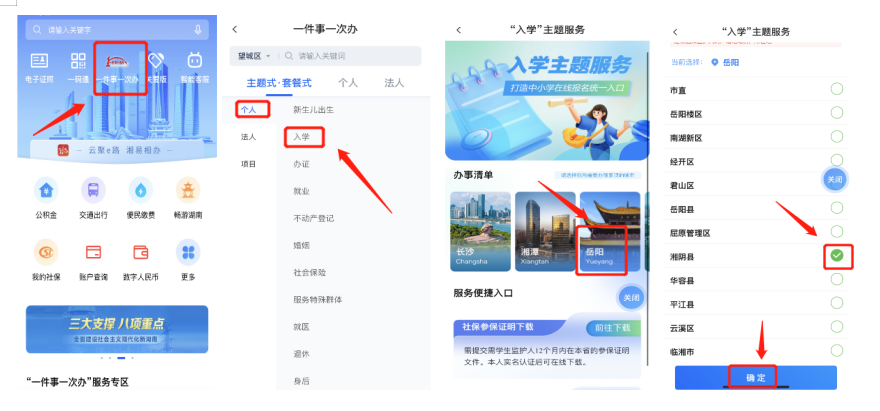 请输入关键字
电子证照
一码通
一件事一次办
关怀版
智能客服
云聚e路 湘易相办
公积金
交通出行
便民缴费
畅游湖南
我的社保
账户查询
数字人民币
更多
三大支撑 八项重点
全面建设社会主义现代化新湖南
“一件事一次办”服务专区
一件事一次办
望城区
请输入关键词
主题式·套餐式
个人
法人
个人
新生儿出生
法人
入学
项目
办证
就业
不动产登记
婚姻
社会保险
服务特殊群体
就医
退休
身后
“入学”主题服务
入学主题服务
打造中小学在线报名统一入口
办事清单
长沙
Changsha
湘潭
Xiangtan
岳阳
Yueyang
服务便捷入口
关闭
社保参保证明下载
前往下载
需提交需学生监护人12个月内在本省的参保证明
文件。本人实名认证后可在线下载。
“入学”主题服务
当前选择:
岳阳
市直
岳阳楼区
南湖新区
经开区
君山区
关闭
岳阳县
屈原管理区
湘阴县
华容县
平江县
云溪区
临湘市
确定